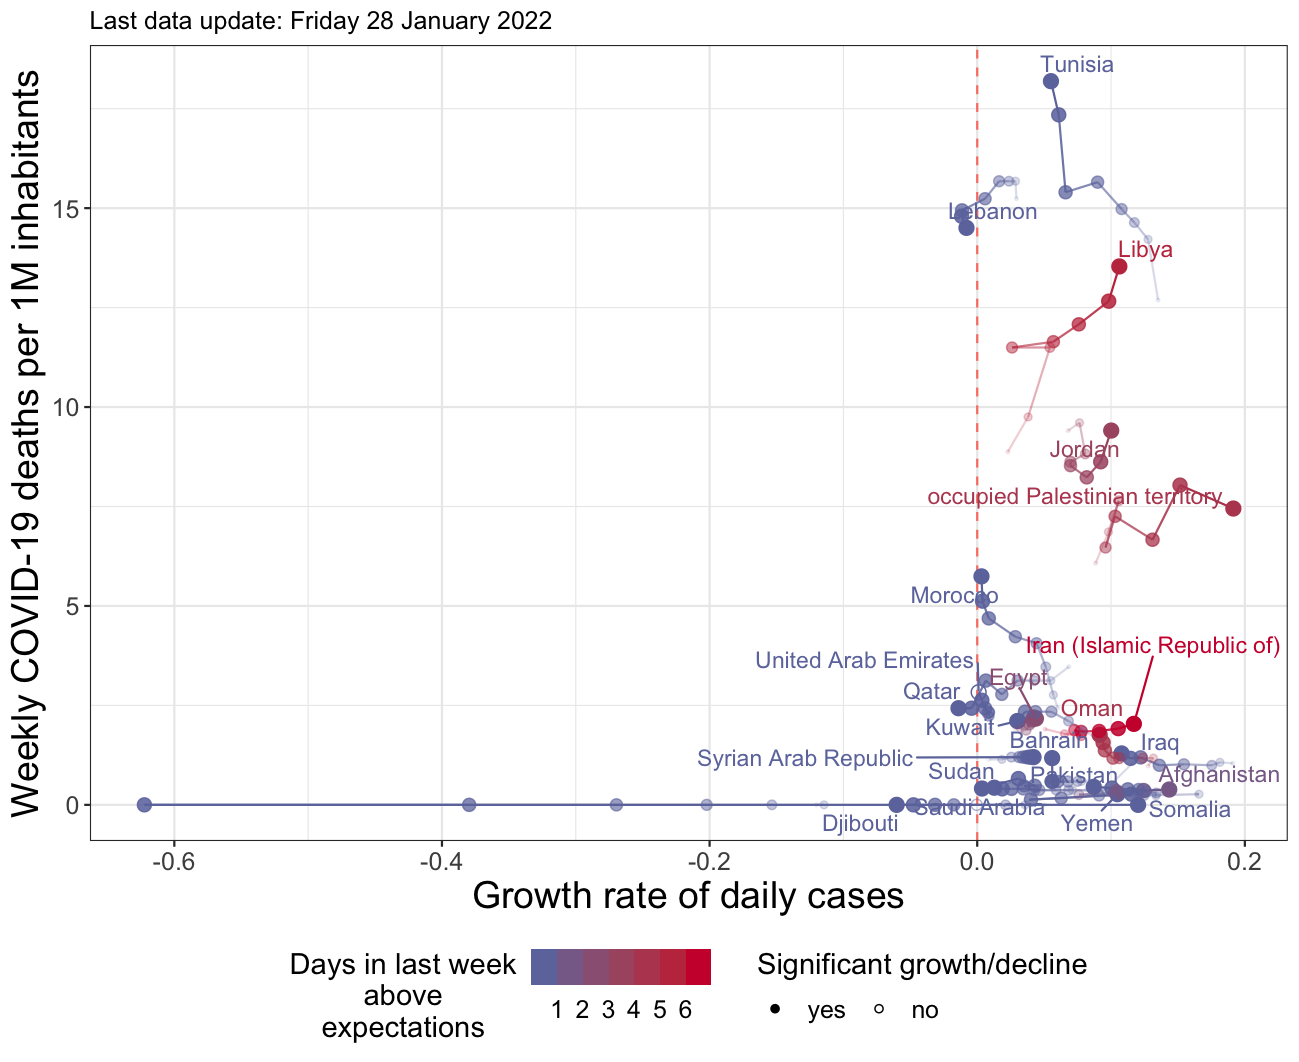 Last data update: Friday 28 January 2022
Weekly COVID-19 deaths per 1M inhabitants
Tunisia
15
Lebanon
Libya
10
Jordan
occupied Palestinian territory
5
Morocco
Iran (Islamic Republic of)
United Arab Emirates
Egypt
Qatar
Oman
Kuwait
Bahrain
Iraq
Syrian Arab Republic
Sudan
Pakistan
Afghanistan
0
Saudi Arabia
Somalia
Djibouti
Yemen
-0.6
-0.4
-0.2
0.0
0.2
Growth rate of daily cases
Days in last week
above
expectations
1 2 3 4 5 6
Significant growth/decline
yes
no